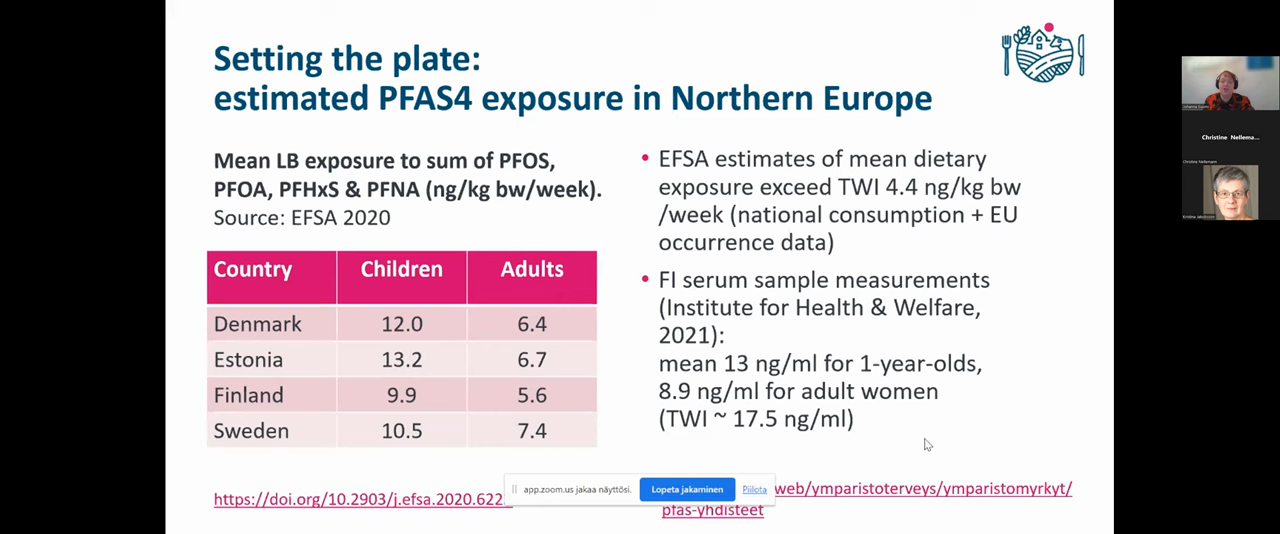 Setting the plate:
estimated PFAS4 exposure in Northern Europe
Mean LB exposure to sum of PFOS,
PFOA, PFHxS & PFNA (ng/kg bw/week).
Source: EFSA 2020
Country Children Adults
Denmark 12.0 6.4
Estonia 13.2 6.7
Finland 9.9 5.6
Sweden 10.5 7.4
https://doi.org/10.2903/j.efsa.2020.622
• EFSA estimates of mean dietary
exposure exceed TWI 4.4 ng/kg bw
/week (national consumption + EU
occurrence data)
• FI serum sample measurements
(Institute for Health & Welfare,
2021):
mean 13 ng/ml for 1-year-olds,
8.9 ng/ml for adult women
(TWI ~ 17.5 ng/ml)
web/ymparistoterveys/ymparistomyrkyt/
pfas-yhdisteet
app.zoom.us jakaa näyttösi. Lopeta jakaminen Piilota
Christine Nellema...
Christine Nellemann